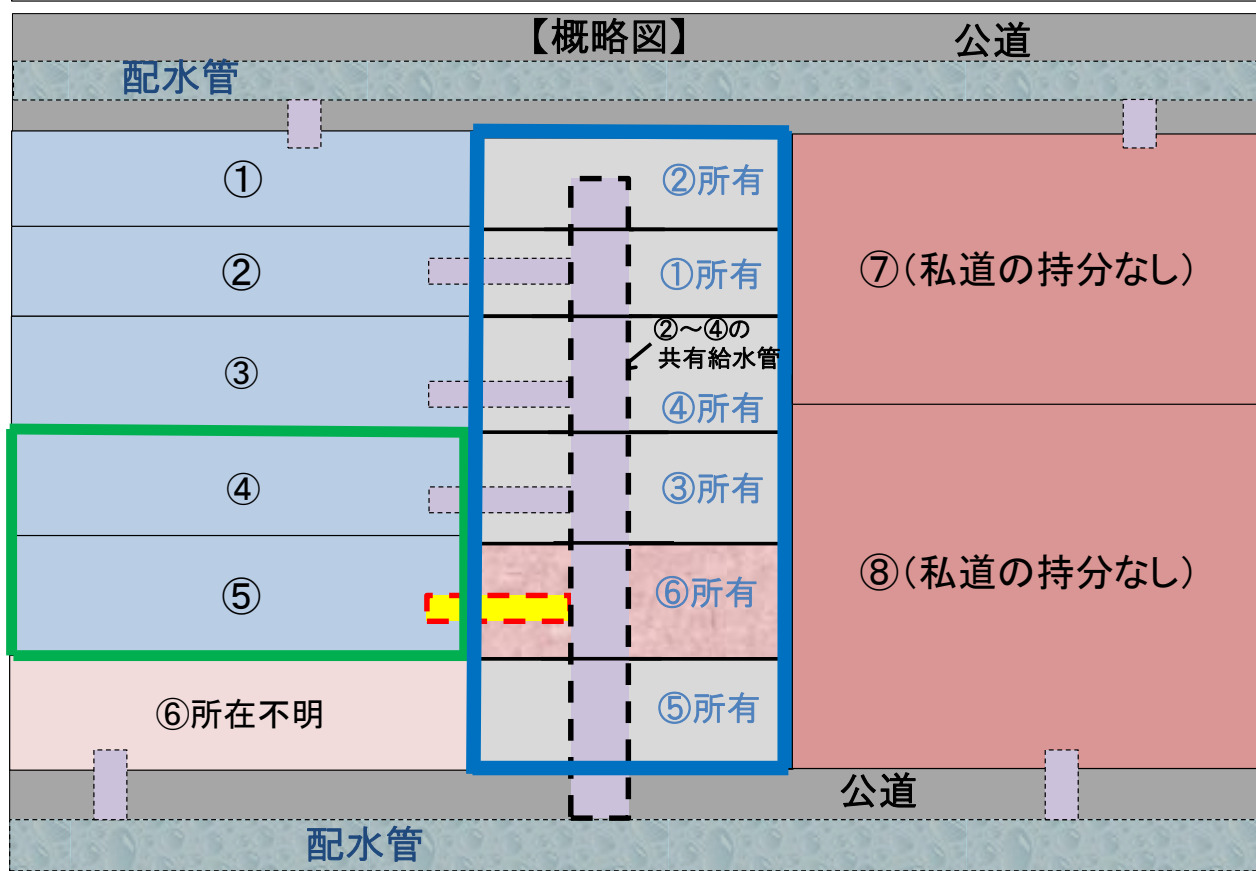 【概略図】
公道
配水管
①
②所有
②
①所有
⑦(私道の持分なし)
②~④の
共有給水管
③
④所有
④
③所有
⑧(私道の持分なし)
⑤
⑥所有
⑥所在不明
⑤所有
公道
配水管